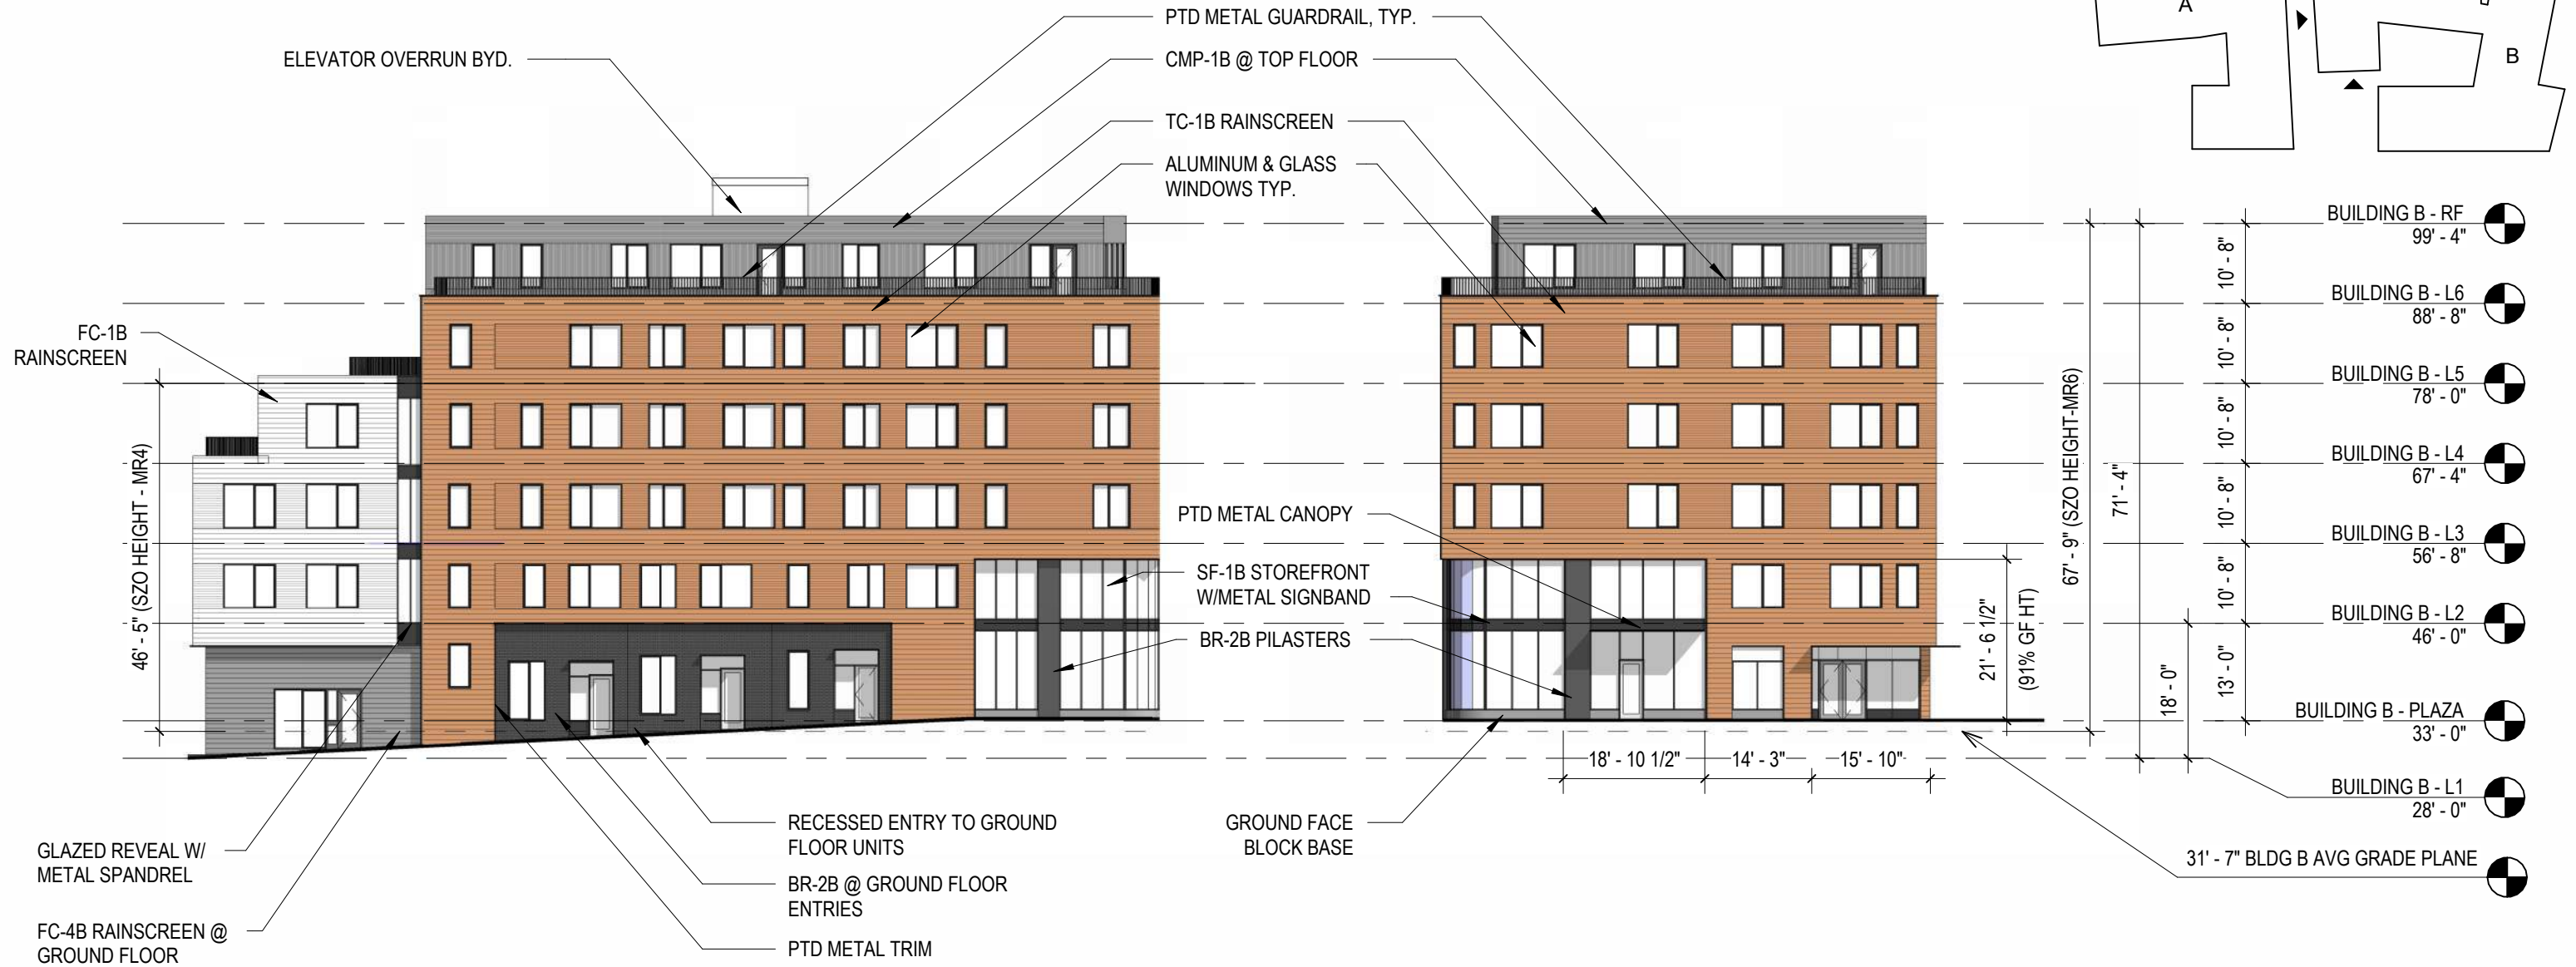 PTD METAL GUARDRAIL, TYP.
ELEVATOR OVERRUN BYD.
CMP-1B @ TOP FLOOR
TC-1B RAINSCREEN
ALUMINUM & GLASS
WINDOWS TYP.
A
B
FC-1B
RAINSCREEN
46' - 5" (SZO HEIGHT - MR4)
PTD METAL CANOPY
SF-1B STOREFRONT
W/METAL SIGNBAND
BR-2B PILASTERS
GROUND FACE
BLOCK BASE
18' - 10 1/2"
14' - 3"
15' - 10"
21' - 6 1/2"
(91% GF HT)
67' - 9" (SZO HEIGHT-MR6)
71' - 4"
18' - 0"
10' - 8"
10' - 8"
10' - 8"
10' - 8"
10' - 8"
13' - 0"
BUILDING B - RF
99' - 4"
BUILDING B - L6
88' - 8"
BUILDING B - L5
78' - 0"
BUILDING B - L4
67' - 4"
BUILDING B - L3
56' - 8"
BUILDING B - L2
46' - 0"
BUILDING B - PLAZA
33' - 0"
BUILDING B - L1
28' - 0"
31' - 7" BLDG B AVG GRADE PLANE
GLAZED REVEAL W/
METAL SPANDREL
FC-4B RAINSCREEN @
GROUND FLOOR
RECESSED ENTRY TO GROUND
FLOOR UNITS
BR-2B @ GROUND FLOOR
ENTRIES
PTD METAL TRIM